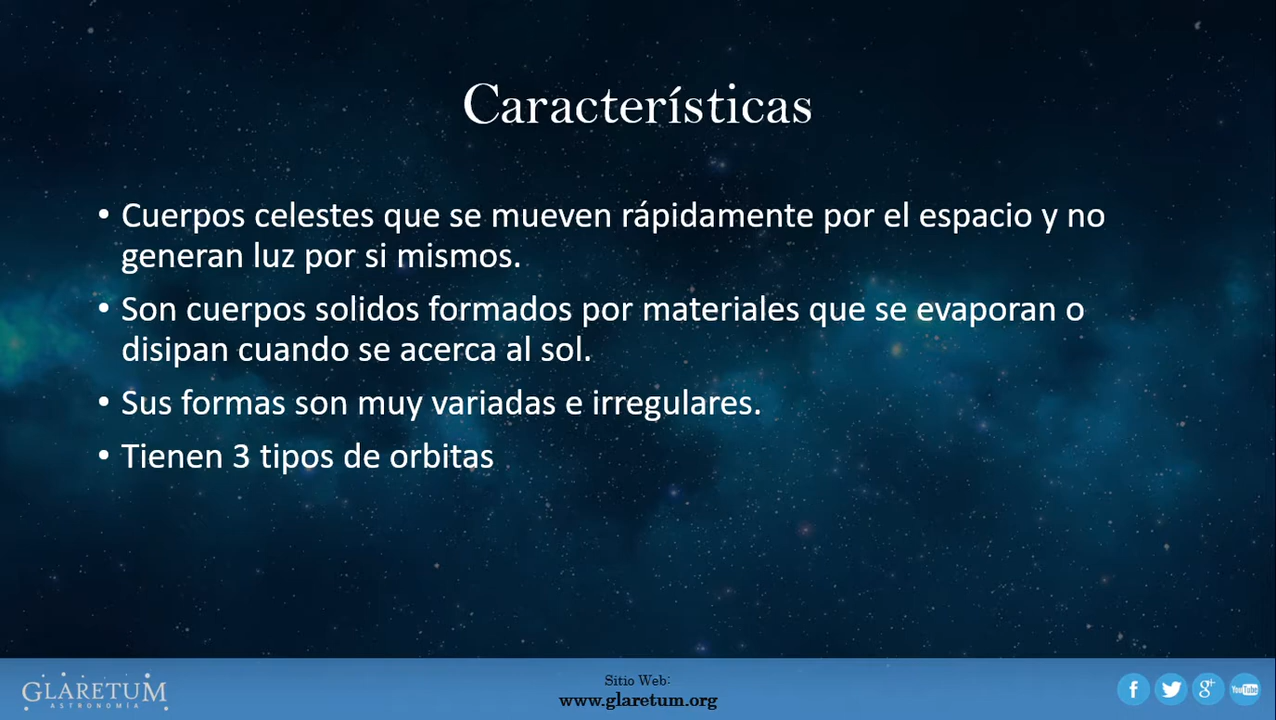 Características
• Cuerpos celestes que se mueven rápidamente por el espacio y no
generan luz por si mismos.
• Son cuerpos solidos formados por materiales que se evaporan o
disipan cuando se acerca al sol.
• Sus formas son muy variadas e irregulares.
• Tienen 3 tipos de orbitas
GLARETUM
ASTRONOMÍA
Sitio Web:
www.glaretum.org
f
g+
YouTube